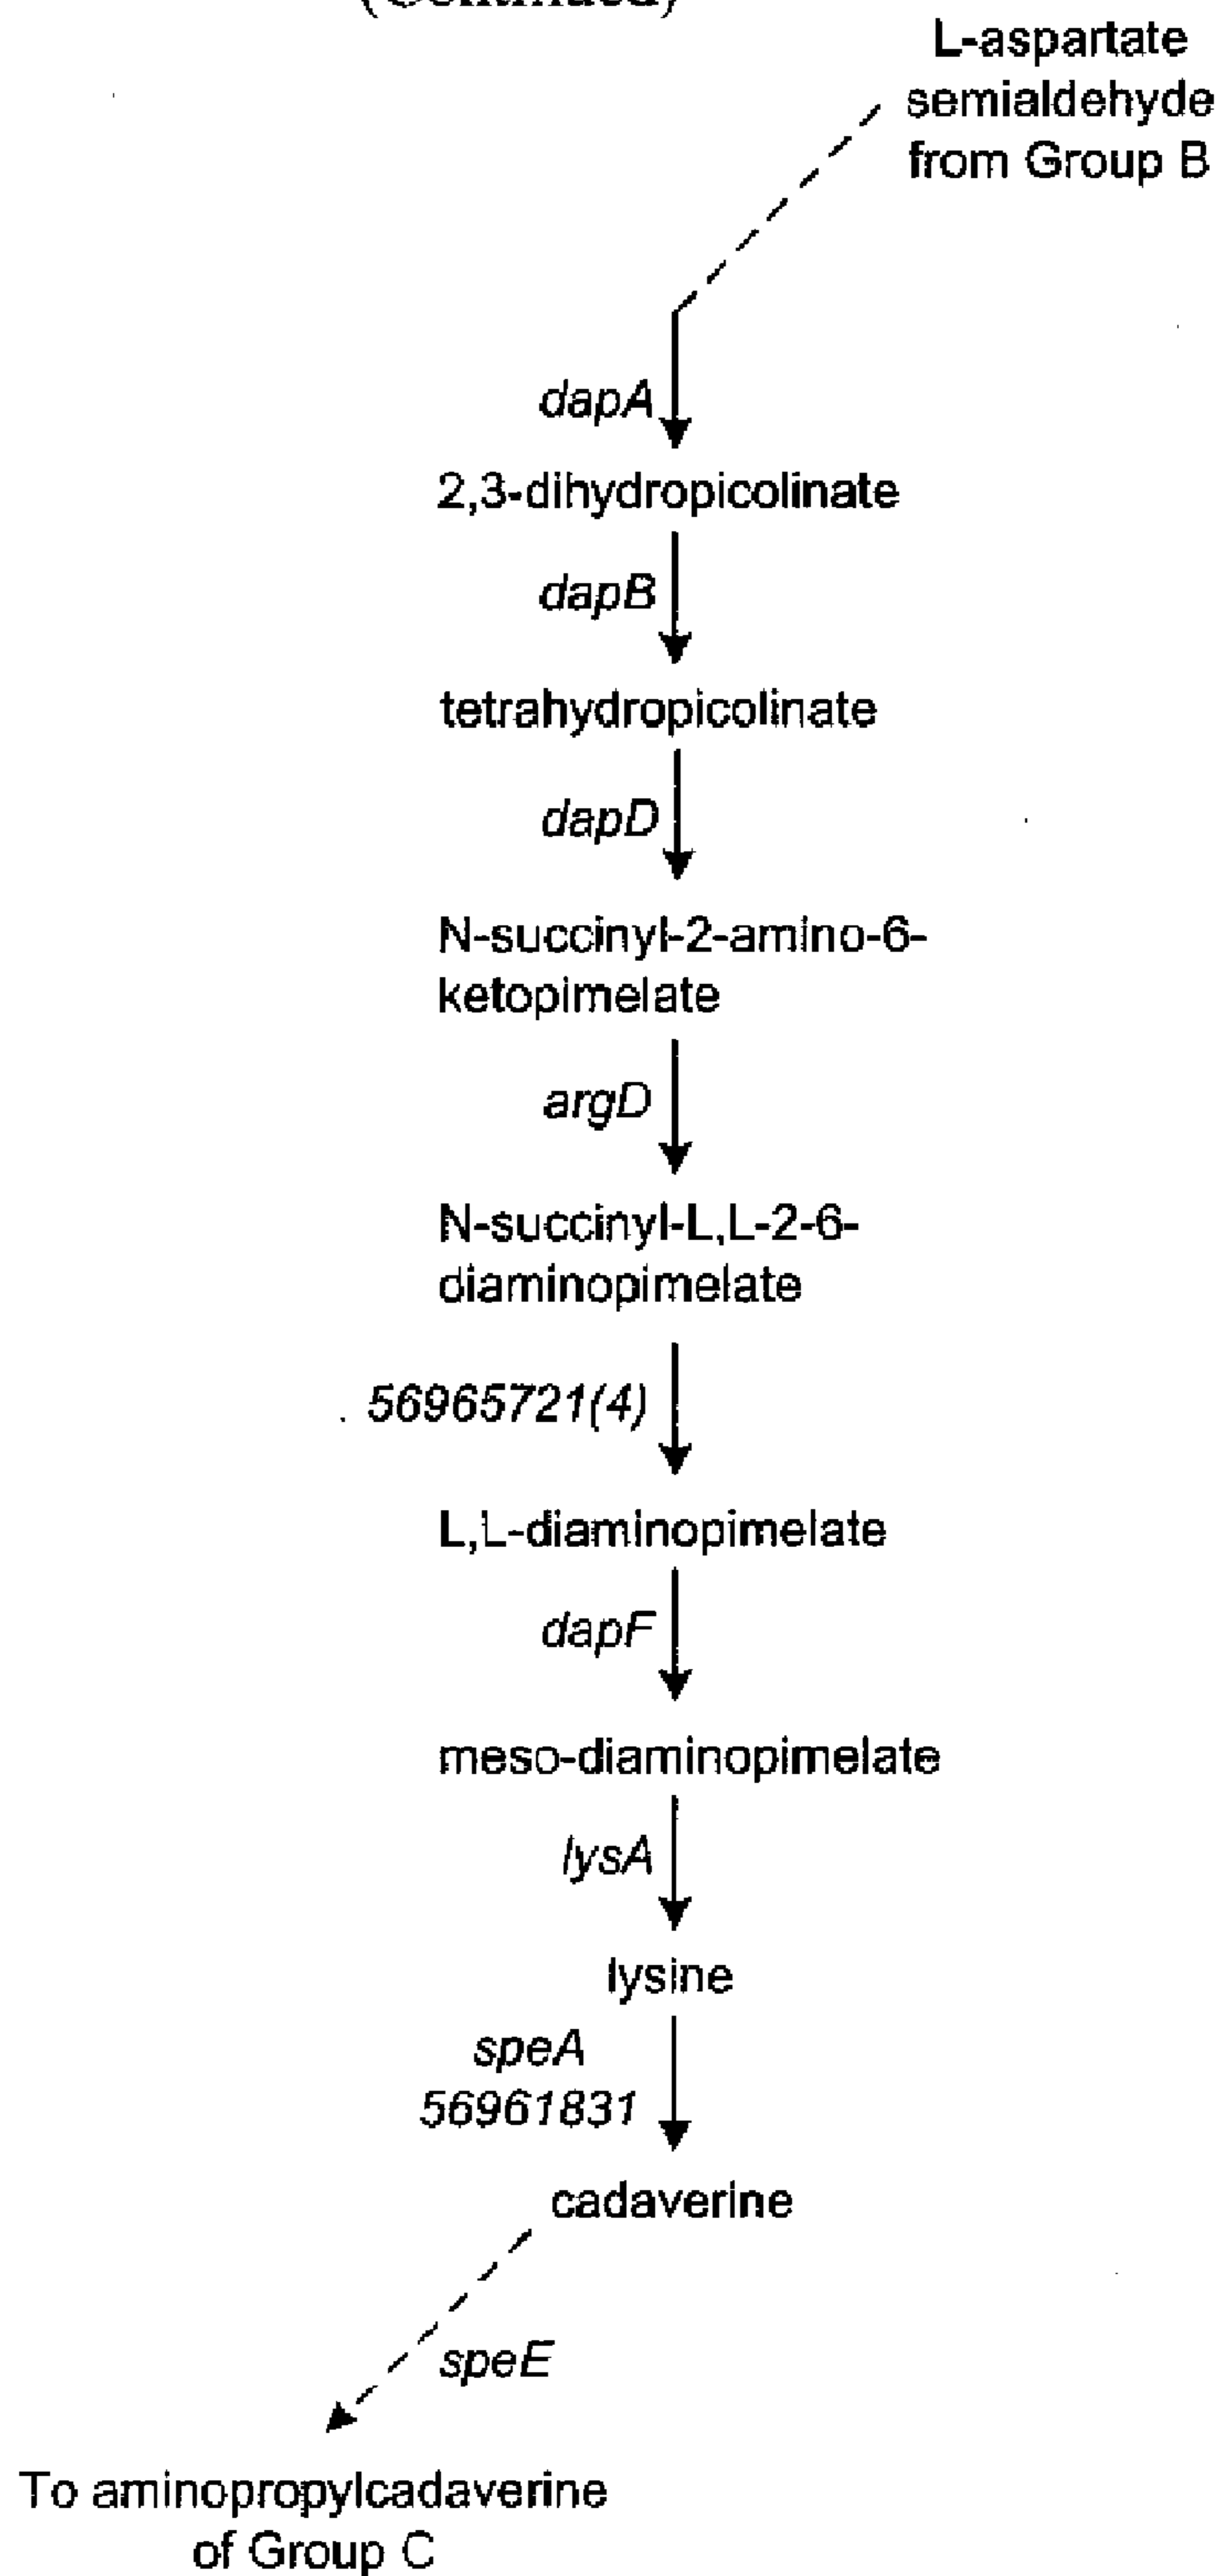 (Continued)
L-aspartate
semialdehyde
from Group B
dapA
2,3-dihydropicolinate
dapB
tetrahydropicolinate
dapD
N-succinyl-2-amino-6-
ketopimelate
argD
N-succinyl-L,L-2-6-
diaminopimelate
56965721(4)
L,L-diaminopimelate
dapF
meso-diaminopimelate
lysA
lysine
speA
56961831
cadaverine
speE
To aminopropylcadaverine
of Group C